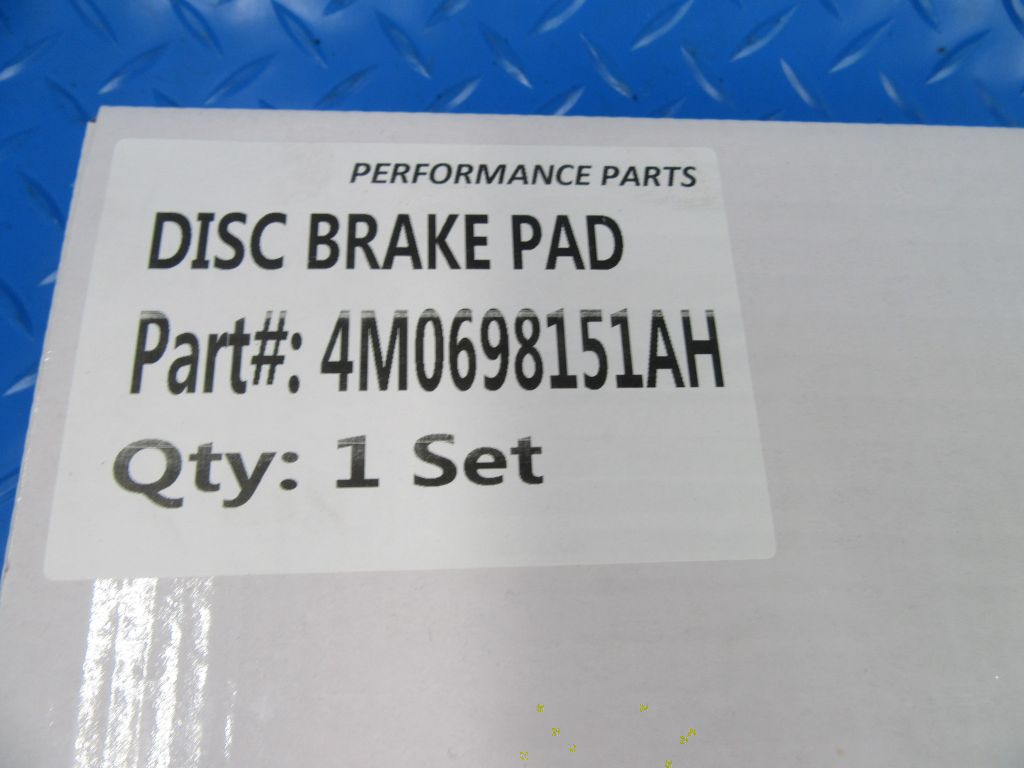 PERFORMANCE PARTS
DISC BRAKE PAD
Part#: 4M0698151AH
Qty: 1 Set